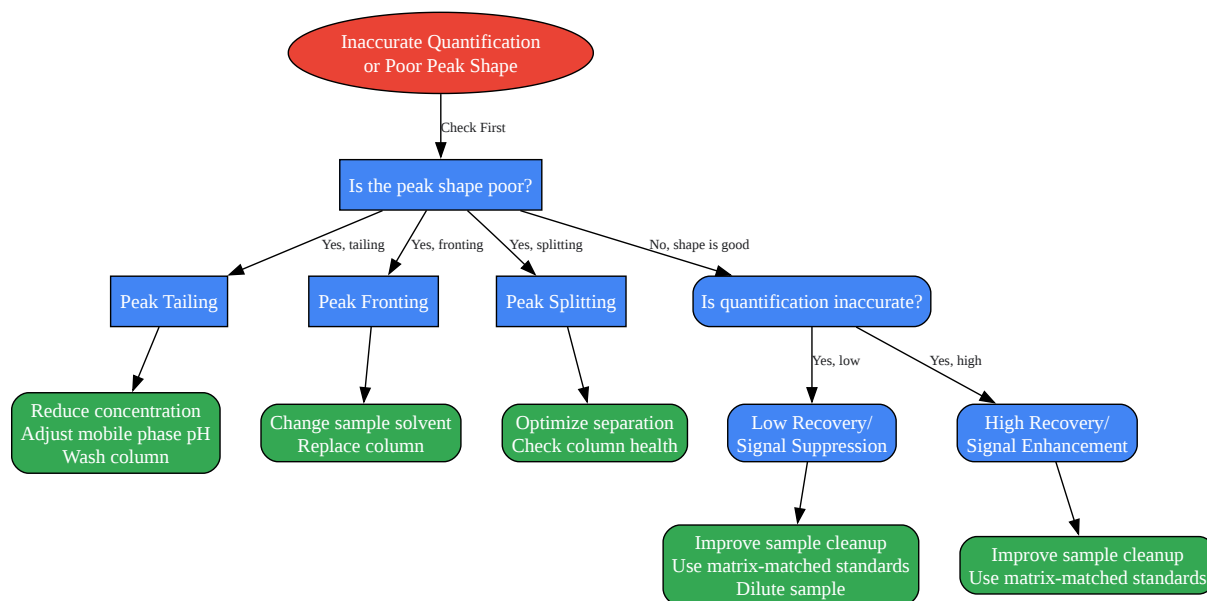 Inaccurate Quantification
or Poor Peak Shape
Check First
Is the peak shape poor?
Yes, tailing
Yes, fronting
Yes, splitting
No, shape is good
Peak Tailing
Peak Fronting
Peak Splitting
Is quantification inaccurate?
Yes, low
Yes, high
Reduce concentration
Adjust mobile phase pH
Wash column
Change sample solvent
Replace column
Optimize separation
Check column health
Low Recovery/
Signal Suppression
High Recovery/
Signal Enhancement
Improve sample cleanup
Use matrix-matched standards
Dilute sample
Improve sample cleanup
Use matrix-matched standards